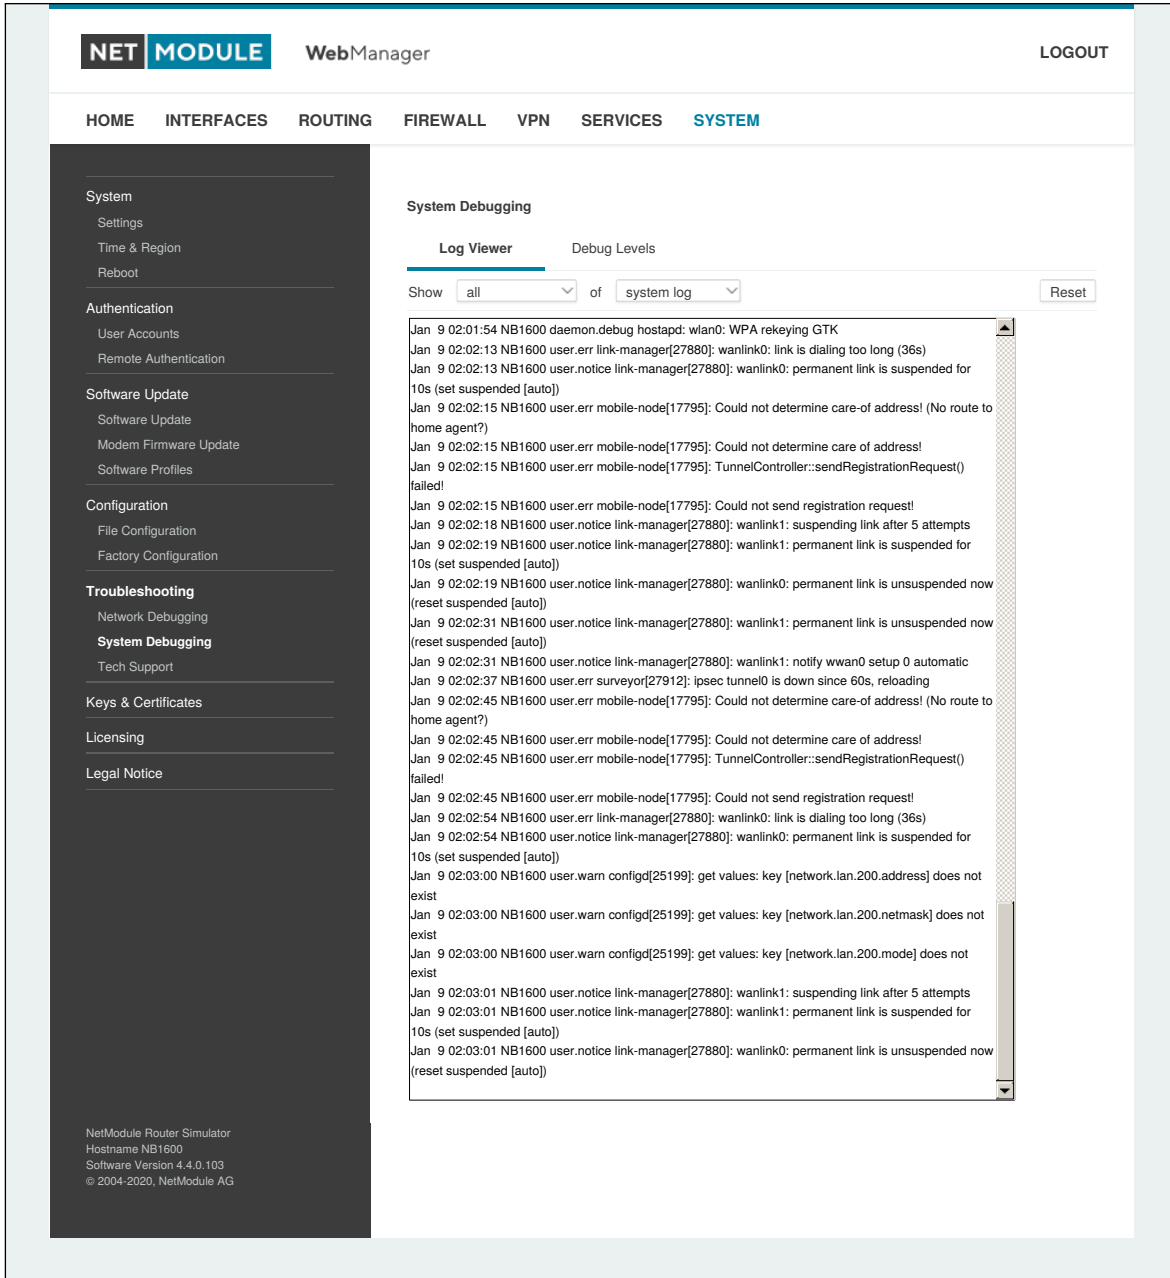 NET MODULE WebManager LOGOUT
HOME INTERFACES ROUTING FIREWALL VPN SERVICES SYSTEM
System
Settings
Time & Region
Reboot
Authentication
User Accounts
Remote Authentication
Software Update
Software Update
Modem Firmware Update
Software Profiles
Configuration
File Configuration
Factory Configuration
Troubleshooting
Network Debugging
System Debugging
Tech Support
Keys & Certificates
Licensing
Legal Notice
NetModule Router Simulator
Hostname NB1600
Software Version 4.4.0.103
© 2004-2020, NetModule AG
System Debugging
Log Viewer Debug Levels
Show all of system log Reset
Jan 9 02:01:54 NB1600 daemon.debug hostapd: wlan0: WPA rekeying GTK
Jan 9 02:02:13 NB1600 user.err link-manager[27880]: wanlink0: link is dialing too long (36s)
Jan 9 02:02:13 NB1600 user.notice link-manager[27880]: wanlink0: permanent link is suspended for
10s (set suspended [auto])
Jan 9 02:02:15 NB1600 user.err mobile-node[17795]: Could not determine care-of address! (No route to
home agent?)
Jan 9 02:02:15 NB1600 user.err mobile-node[17795]: Could not determine care of address!
Jan 9 02:02:15 NB1600 user.err mobile-node[17795]: TunnelController::sendRegistrationRequest()
failed!
Jan 9 02:02:15 NB1600 user.err mobile-node[17795]: Could not send registration request!
Jan 9 02:02:18 NB1600 user.notice link-manager[27880]: wanlink1: suspending link after 5 attempts
Jan 9 02:02:19 NB1600 user.notice link-manager[27880]: wanlink1: permanent link is suspended for
10s (set suspended [auto])
Jan 9 02:02:19 NB1600 user.notice link-manager[27880]: wanlink0: permanent link is unsuspended now
(reset suspended [auto])
Jan 9 02:02:31 NB1600 user.notice link-manager[27880]: wanlink1: permanent link is unsuspended now
(reset suspended [auto])
Jan 9 02:02:31 NB1600 user.notice link-manager[27880]: wanlink1: notify wwan0 setup 0 automatic
Jan 9 02:02:37 NB1600 user.err surveyor[27912]: ipsec tunnel0 is down since 60s, reloading
Jan 9 02:02:45 NB1600 user.err mobile-node[17795]: Could not determine care-of address! (No route to
home agent?)
Jan 9 02:02:45 NB1600 user.err mobile-node[17795]: Could not determine care of address!
Jan 9 02:02:45 NB1600 user.err mobile-node[17795]: TunnelController::sendRegistrationRequest()
failed!
Jan 9 02:02:45 NB1600 user.err mobile-node[17795]: Could not send registration request!
Jan 9 02:02:54 NB1600 user.err link-manager[27880]: wanlink0: link is dialing too long (36s)
Jan 9 02:02:54 NB1600 user.notice link-manager[27880]: wanlink0: permanent link is suspended for
10s (set suspended [auto])
Jan 9 02:03:00 NB1600 user.warn configd[25199]: get values: key [network.lan.200.address] does not
exist
Jan 9 02:03:00 NB1600 user.warn configd[25199]: get values: key [network.lan.200.netmask] does not
exist
Jan 9 02:03:00 NB1600 user.warn configd[25199]: get values: key [network.lan.200.mode] does not
exist
Jan 9 02:03:01 NB1600 user.notice link-manager[27880]: wanlink1: suspending link after 5 attempts
Jan 9 02:03:01 NB1600 user.notice link-manager[27880]: wanlink1: permanent link is suspended for
10s (set suspended [auto])
Jan 9 02:03:01 NB1600 user.notice link-manager[27880]: wanlink0: permanent link is unsuspended now
(reset suspended [auto])